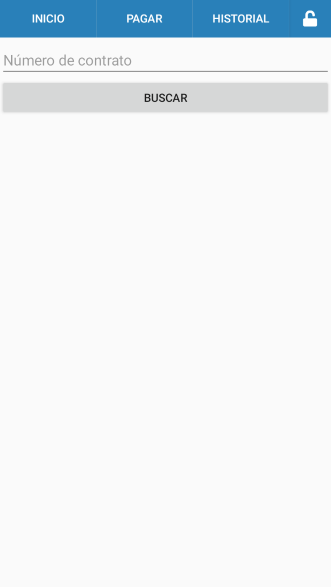 INICIO
PAGAR
HISTORIAL
Número de contrato
BUSCAR